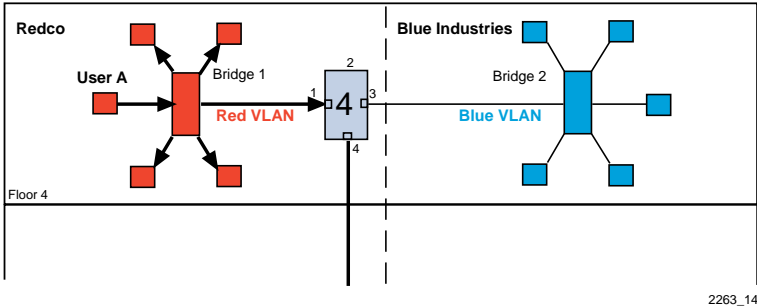 Redco
Blue Industries
User A
Bridge 1
2
Bridge 2
1
4
3
Red VLAN
Blue VLAN
4
Floor 4
2263_14